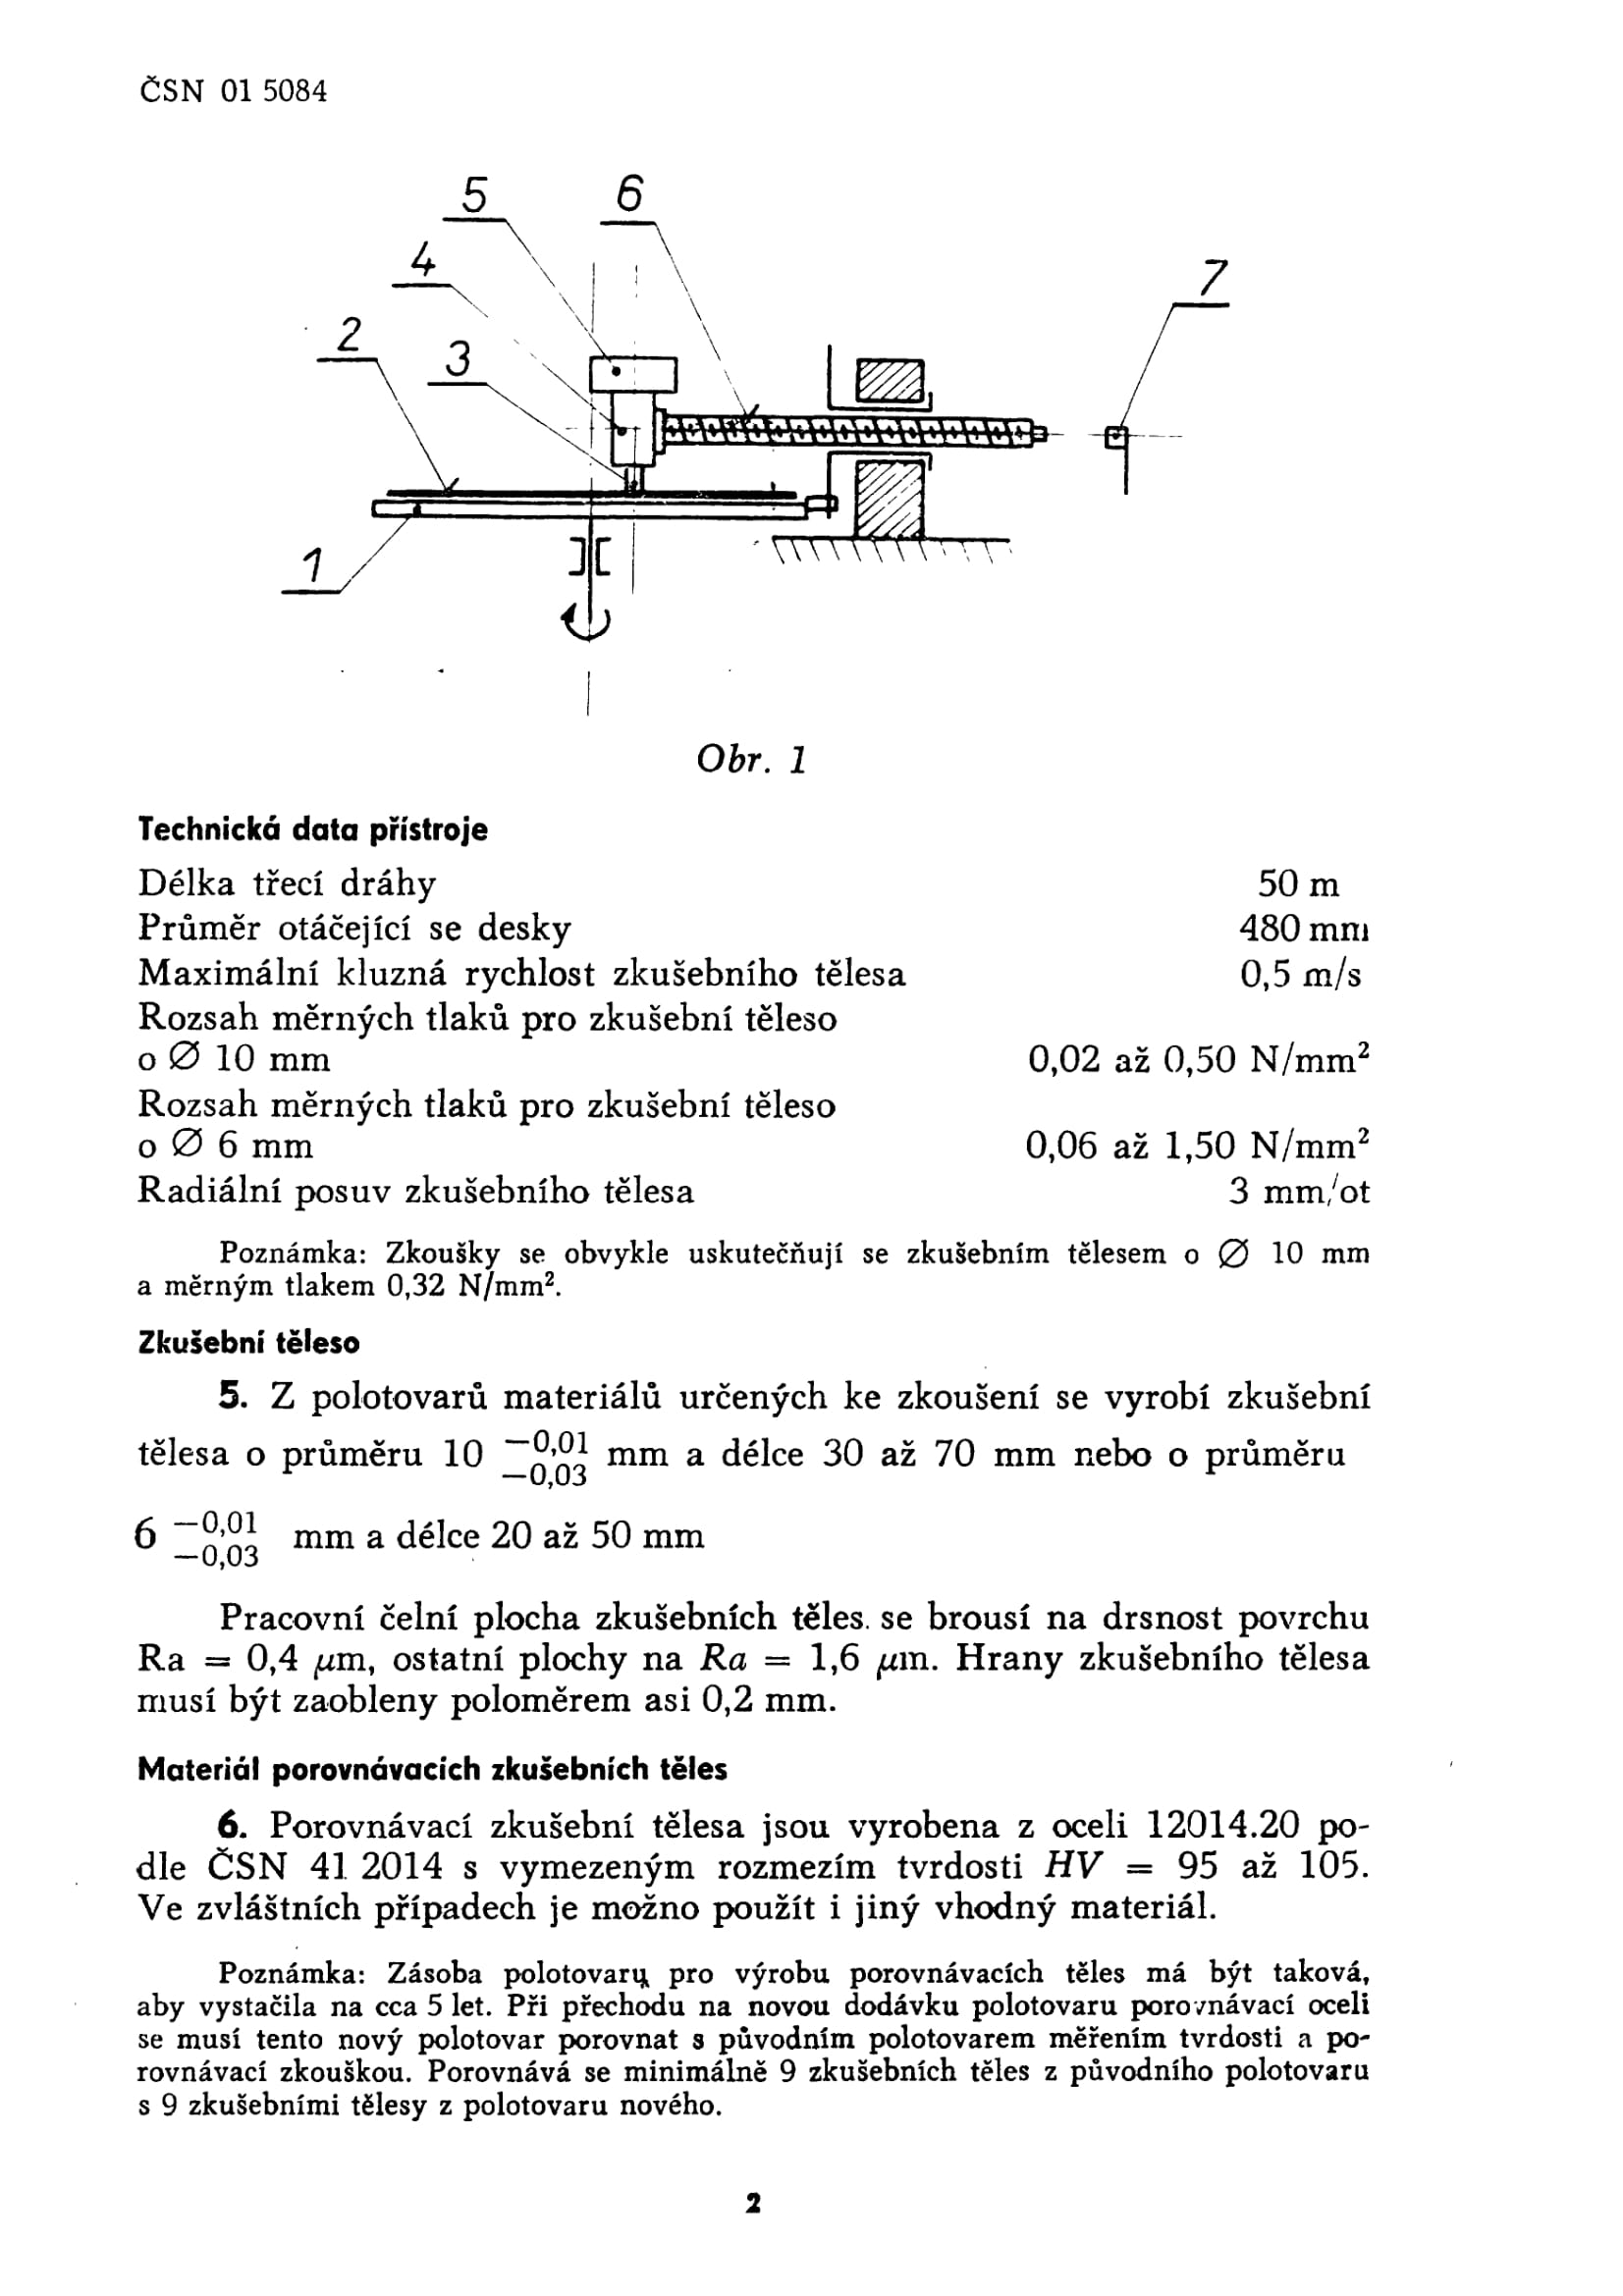 ČSN 01 5084
5
6
4
7
2
3
1
Obr. 1
Technická data přístroje
Délka třecí dráhy 50 m
Průměr otáčející se desky 480 mm
Maximální kluzná rychlost zkušebního tělesa 0,5 m/s
Rozsah měrných tlaků pro zkušební těleso
o ∅ 10 mm 0,02 až 0,50 N/mm²
Rozsah měrných tlaků pro zkušební těleso
o ∅ 6 mm 0,06 až 1,50 N/mm²
Radiální posuv zkušebního tělesa 3 mm/ot
Poznámka: Zkoušky se obvykle uskutečňují se zkušebním tělesem o ∅ 10 mm
a měrným tlakem 0,32 N/mm².
Zkušební těleso
5. Z polotovarů materiálů určených ke zkoušení se vyrobí zkušební
tělesa o průměru 10 −0,01 −0,03 mm a délce 30 až 70 mm nebo o průměru
6 −0,01 −0,03 mm a délce 20 až 50 mm
Pracovní čelní plocha zkušebních těles se brousí na drsnost povrchu
Ra = 0,4 μm, ostatní plochy na Ra = 1,6 μm. Hrany zkušebního tělesa
musí být zaobleny poloměrem asi 0,2 mm.
Materiál porovnávacích zkušebních těles
6. Porovnávací zkušební tělesa jsou vyrobena z oceli 12014.20 po-
dle ČSN 41 2014 s vymezeným rozmezím tvrdosti HV = 95 až 105.
Ve zvláštních případech je možno použít i jiný vhodný materiál.
Poznámka: Zásoba polotovarů pro výrobu porovnávacích těles má být taková,
aby vystačila na cca 5 let. Při přechodu na novou dodávku polotovaru porovnávací oceli
se musí tento nový polotovar porovnat s původním polotovarem měřením tvrdosti a po-
rovnávací zkouškou. Porovnává se minimálně 9 zkušebních těles z původního polotovaru
s 9 zkušebními tělesy z polotovaru nového.
2